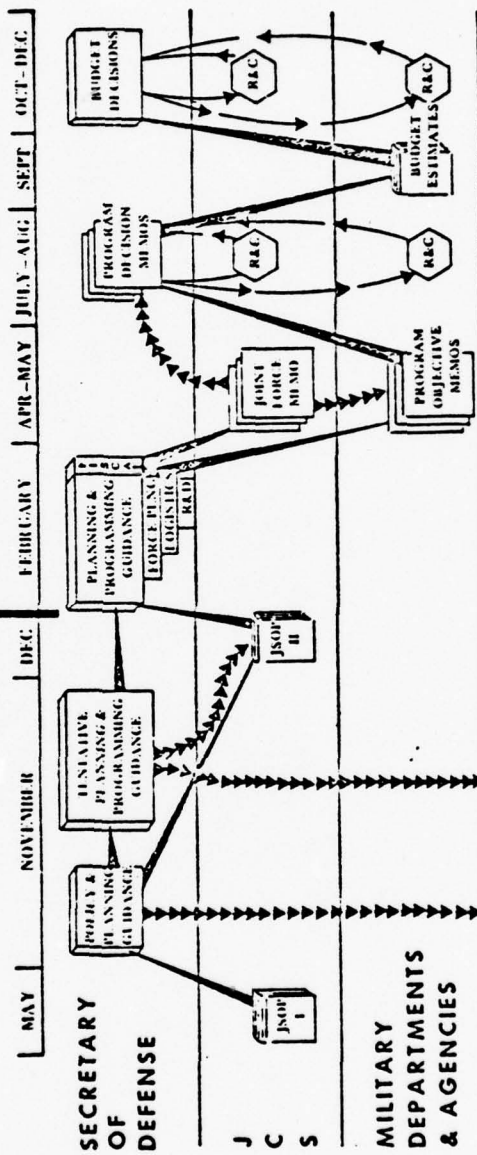 MAY
NOVEMBER
DEC
FEBRUARY
APR-MAY
JULY-AUG
SEPT
OCT-DEC
SECRETARY
OF
DEFENSE
POLICY &
PLANNING
GUIDANCE
TENTATIVE
PLANNING &
PROGRAMMING
GUIDANCE
PLANNING &
PROGRAMMING
GUIDANCE
FISCAL
FORCE PLNG
LOGISTIC
R&D
PROGRAM
DECISION
MEMOS
BUDGET
DECISIONS
J
C
S
JSOP
I
JSOP
II
JOINT
FORCE
MEMO
R&C
R&C
MILITARY
DEPARTMENTS
& AGENCIES
PROGRAM
OBJECTIVE
MEMOS
R&C
BUDGET
ESTIMATES
R&C